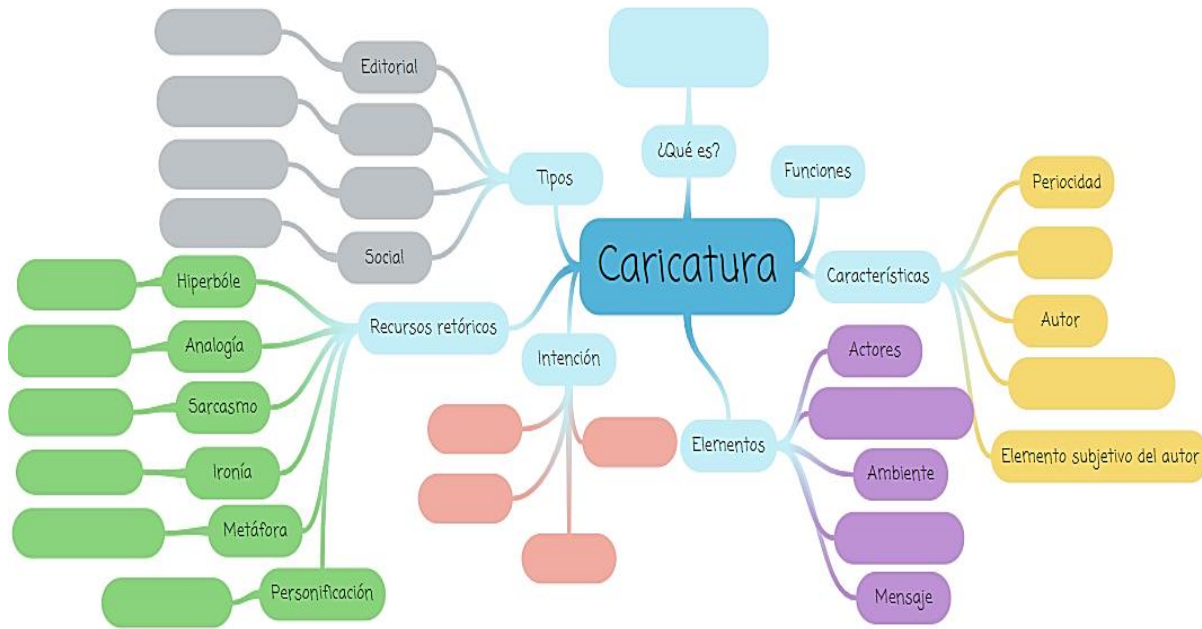 Editorial
¿Qué es?
Funciones
Tipos
Periocidad
Social
Caricatura
Características
Hiperbóle
Recursos retóricos
Autor
Analogía
Intención
Actores
Sarcasmo
Elementos
Elemento subjetivo del autor
Ironía
Ambiente
Metáfora
Personificación
Mensaje